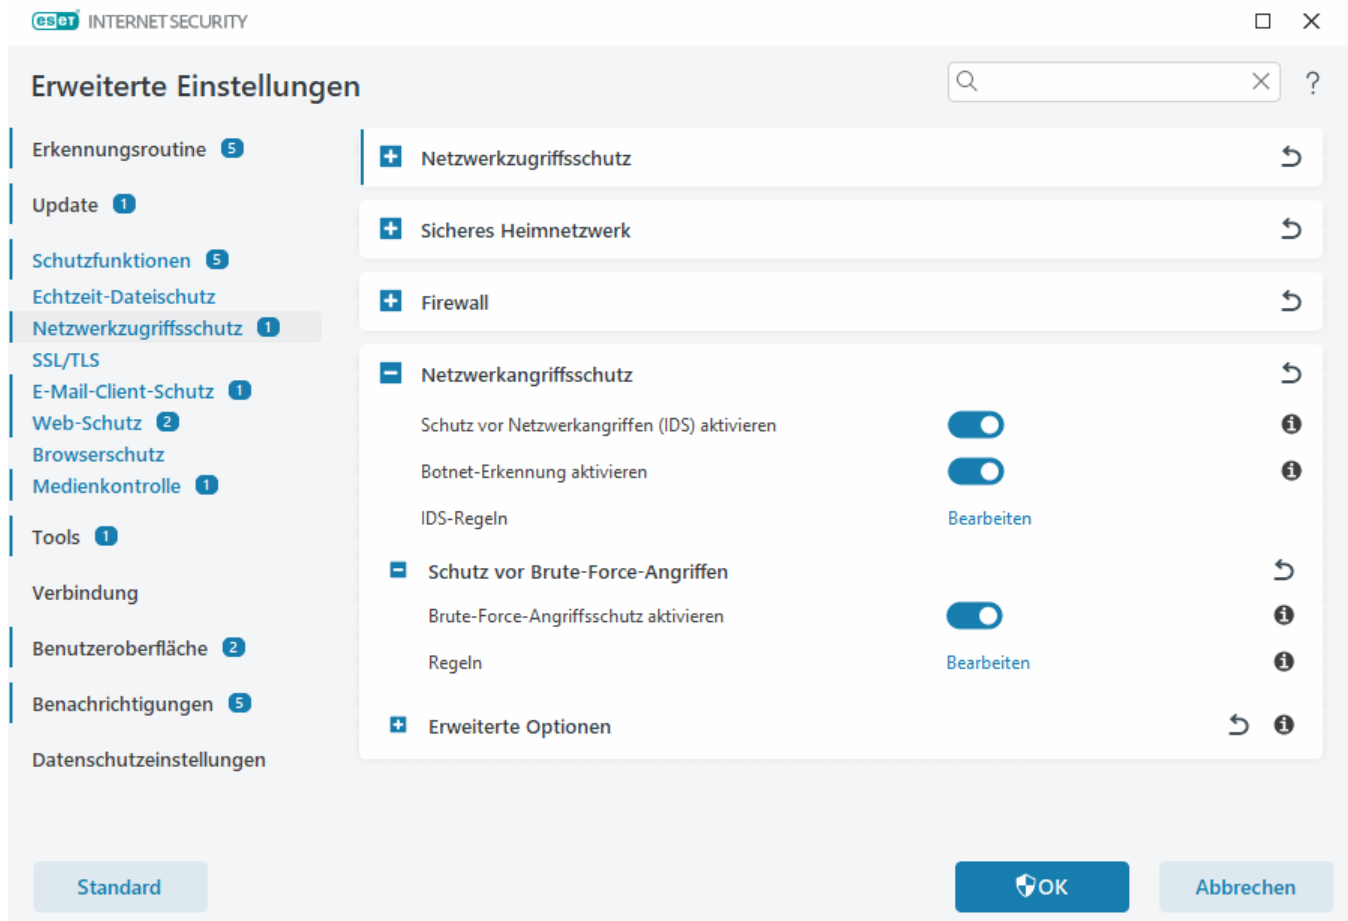 eset INTERNET SECURITY
Erweiterte Einstellungen
?
Erkennungsroutine 5
Update 1
Schutzfunktionen 5
Echtzeit-Dateischutz
Netzwerkzugriffsschutz 1
SSL/TLS
E-Mail-Client-Schutz 1
Web-Schutz 2
Browserschutz
Medienkontrolle 1
Tools 1
Verbindung
Benutzeroberfläche 2
Benachrichtigungen 5
Datenschutzeinstellungen
Netzwerkzugriffsschutz
Sicheres Heimnetzwerk
Firewall
Netzwerkangriffsschutz
Schutz vor Netzwerkangriffen (IDS) aktivieren
Botnet-Erkennung aktivieren
IDS-Regeln Bearbeiten
Schutz vor Brute-Force-Angriffen
Brute-Force-Angriffsschutz aktivieren
Regeln Bearbeiten
Erweiterte Optionen
Standard
OK
Abbrechen